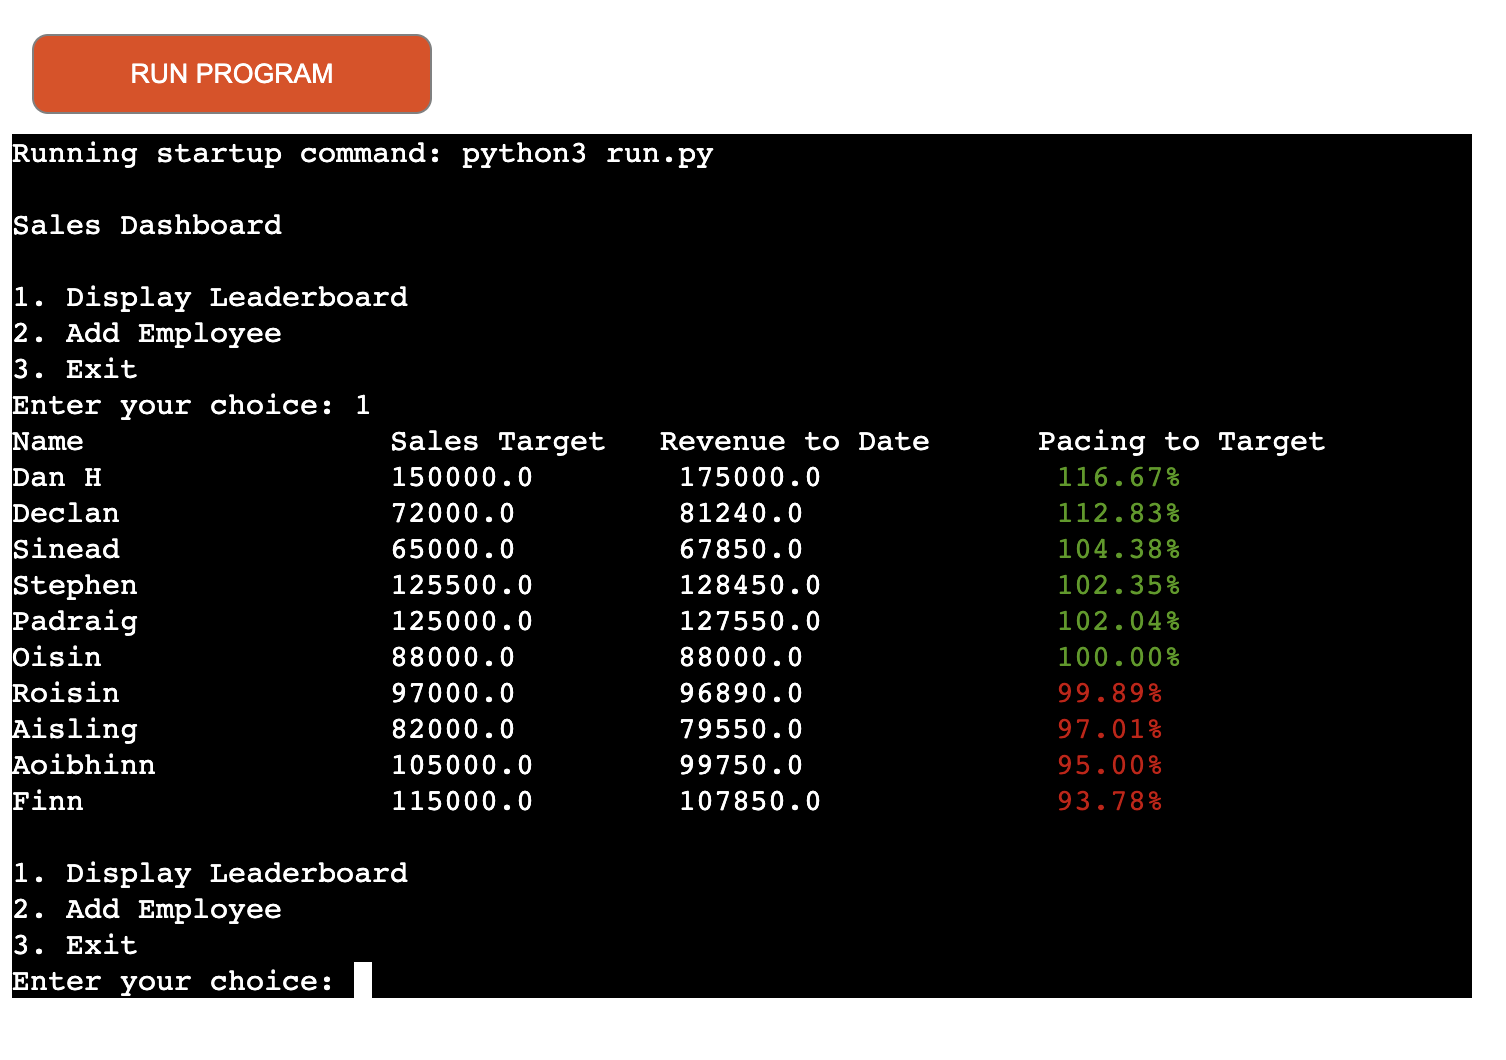 RUN PROGRAM
Running startup command: python3 run.py
Sales Dashboard
1. Display Leaderboard
2. Add Employee
3. Exit
Enter your choice: 1
Name                 Sales Target   Revenue to Date      Pacing to Target
Dan H                150000.0        175000.0             116.67%
Declan               72000.0         81240.0              112.83%
Sinead               65000.0         67850.0              104.38%
Stephen              125500.0        128450.0             102.35%
Padraig              125000.0        127550.0             102.04%
Oisin                88000.0         88000.0              100.00%
Roisin               97000.0         96890.0              99.89%
Aisling              82000.0         79550.0              97.01%
Aoibhinn             105000.0        99750.0              95.00%
Finn                 115000.0        107850.0             93.78%
1. Display Leaderboard
2. Add Employee
3. Exit
Enter your choice: